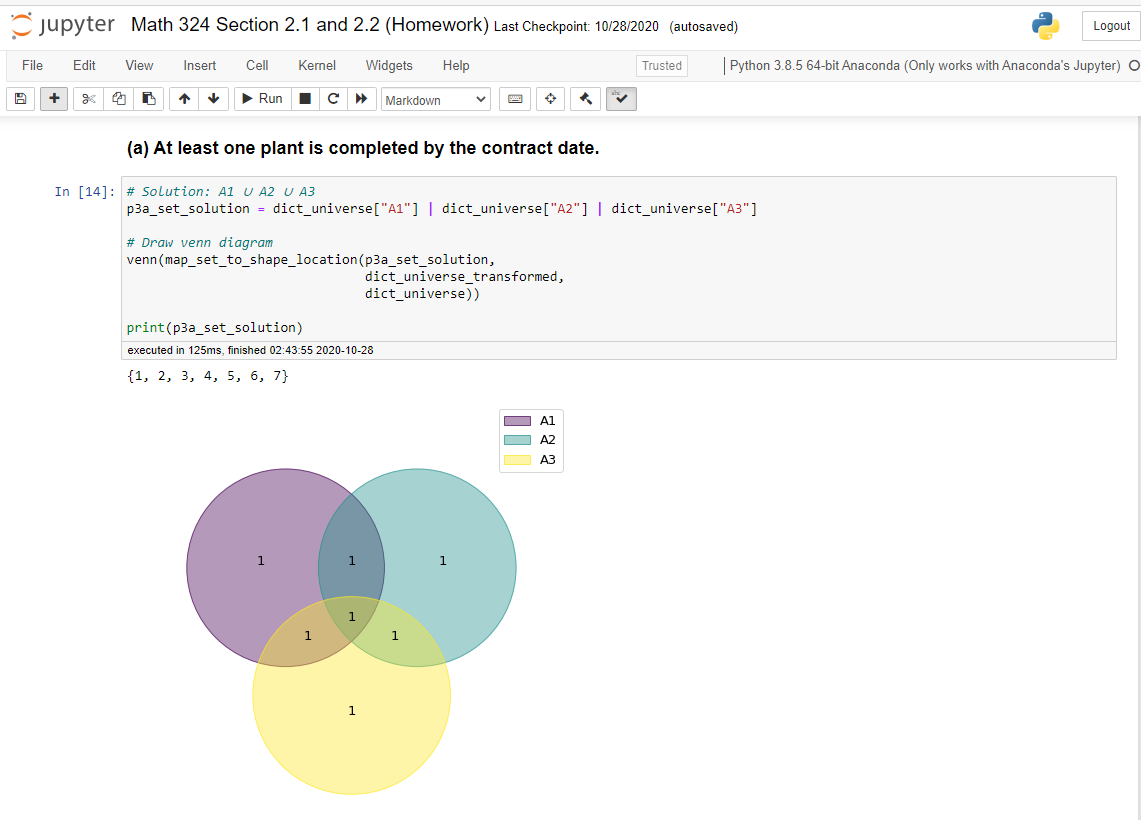 jupyter Math 324 Section 2.1 and 2.2 (Homework) Last Checkpoint: 10/28/2020 (autosaved) Logout
File Edit View Insert Cell Kernel Widgets Help Trusted Python 3.8.5 64-bit Anaconda (Only works with Anaconda's Jupyter)
Run Markdown
(a) At least one plant is completed by the contract date.
In [14]: # Solution: A1 ∪ A2 ∪ A3
p3a_set_solution = dict_universe["A1"] | dict_universe["A2"] | dict_universe["A3"]
# Draw venn diagram
venn(map_set_to_shape_location(p3a_set_solution,
dict_universe_transformed,
dict_universe))
print(p3a_set_solution)
executed in 125ms, finished 02:43:55 2020-10-28
{1, 2, 3, 4, 5, 6, 7}
A1
A2
A3
1 1 1
1
1 1
1